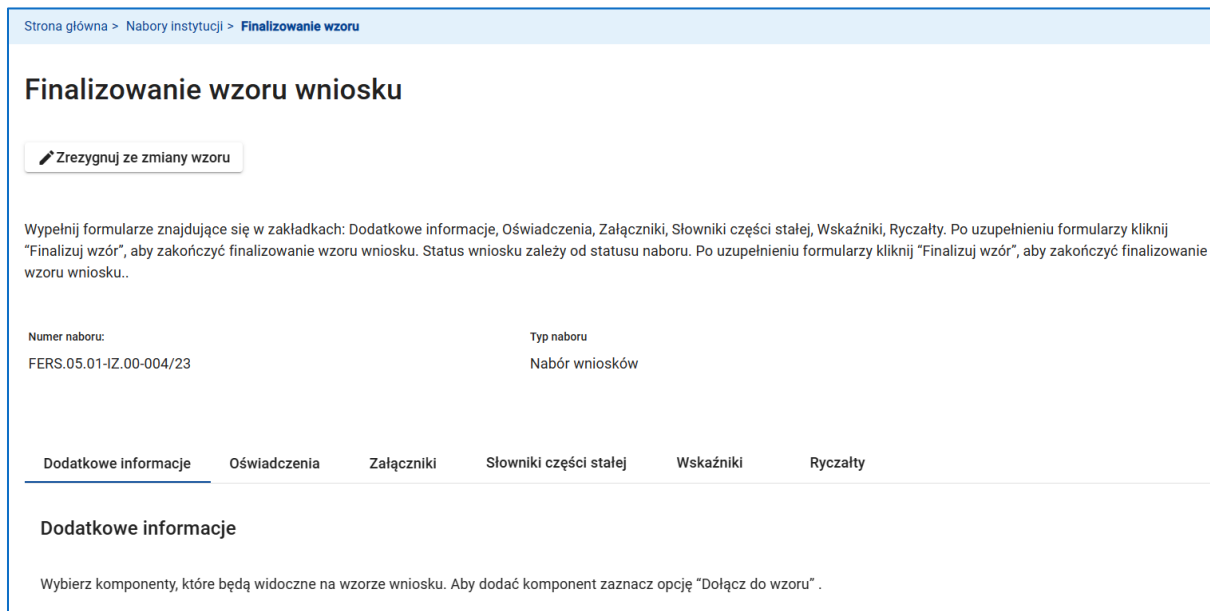 Strona główna > Nabory instytucji > Finalizowanie wzoru
Finalizowanie wzoru wniosku
Zrezygnuj ze zmiany wzoru
Wypełnij formularze znajdujące się w zakładkach: Dodatkowe informacje, Oświadczenia, Załączniki, Słowniki części stałej, Wskaźniki, Ryczałty. Po uzupełnieniu formularzy kliknij
“Finalizuj wzór”, aby zakończyć finalizowanie wzoru wniosku. Status wniosku zależy od statusu naboru. Po uzupełnieniu formularzy kliknij “Finalizuj wzór”, aby zakończyć finalizowanie
wzoru wniosku..
Numer naboru: Typ naboru
FERS.05.01-IZ.00-004/23 Nabór wniosków
Dodatkowe informacje Oświadczenia Załączniki Słowniki części stałej Wskaźniki Ryczałty
Dodatkowe informacje
Wybierz komponenty, które będą widoczne na wzorze wniosku. Aby dodać komponent zaznacz opcję “Dołącz do wzoru” .